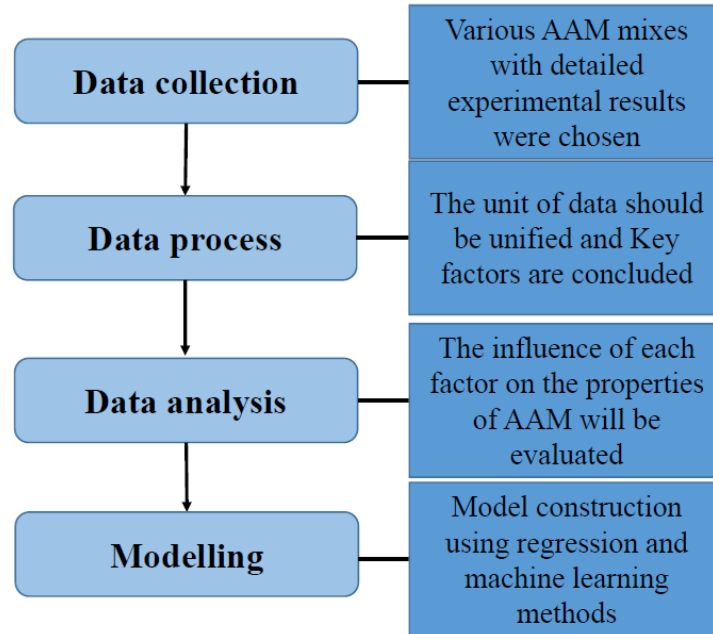 Data collection
Various AAM mixes
with detailed
experimental results
were chosen
Data process
The unit of data should
be unified and Key
factors are concluded
Data analysis
The influence of each
factor on the properties
of AAM will be
evaluated
Modelling
Model construction
using regression and
machine learning
methods